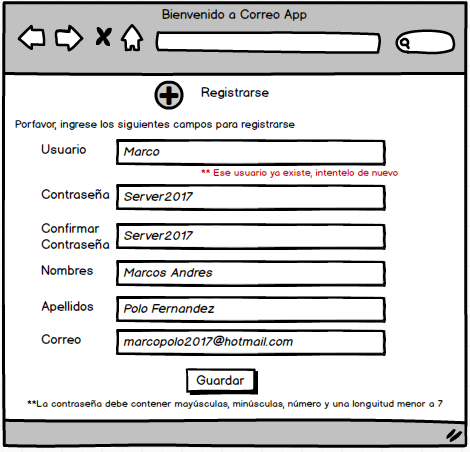 Bienvenido a Correo App
Registrarse
Porfavor, ingrese los siguientes campos para registrarse
Usuario
Marco
** Ese usuario ya existe, intentelo de nuevo
Contraseña
Server2017
Confirmar
Contraseña
Server2017
Nombres
Marcos Andres
Apellidos
Polo Fernandez
Correo
marcopolo2017@hotmail.com
Guardar
**La contraseña debe contener mayúsculas, minúsculas, número y una longuitud menor a 7